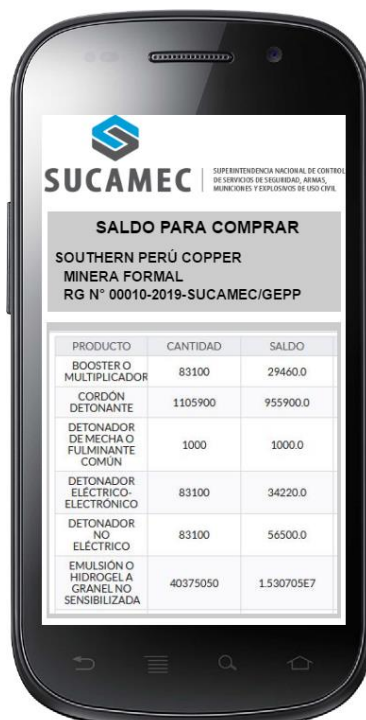 SUCAMEC
SUPERINTENDENCIA NACIONAL DE CONTROL
DE SERVICIOS DE SEGURIDAD, ARMAS,
MUNICIONES Y EXPLOSIVOS DE USO CIVIL
SALDO PARA COMPRAR
SOUTHERN PERÚ COPPER
MINERA FORMAL
RG N° 00010-2019-SUCAMEC/GEPP
PRODUCTO CANTIDAD SALDO
BOOSTER O
MULTIPLICADOR 83100 29460.0
CORDÓN
DETONANTE 1105900 955900.0
DETONADOR
DE MECHA O
FULMINANTE 1000 1000.0
COMÚN
DETONADOR
ELÉCTRICO- 83100 34220.0
ELECTRÓNICO
DETONADOR
NO 83100 56500.0
ELÉCTRICO
EMULSIÓN O
HIDROGEL A
GRANEL NO 40375050 1.530705E7
SENSIBILIZADA